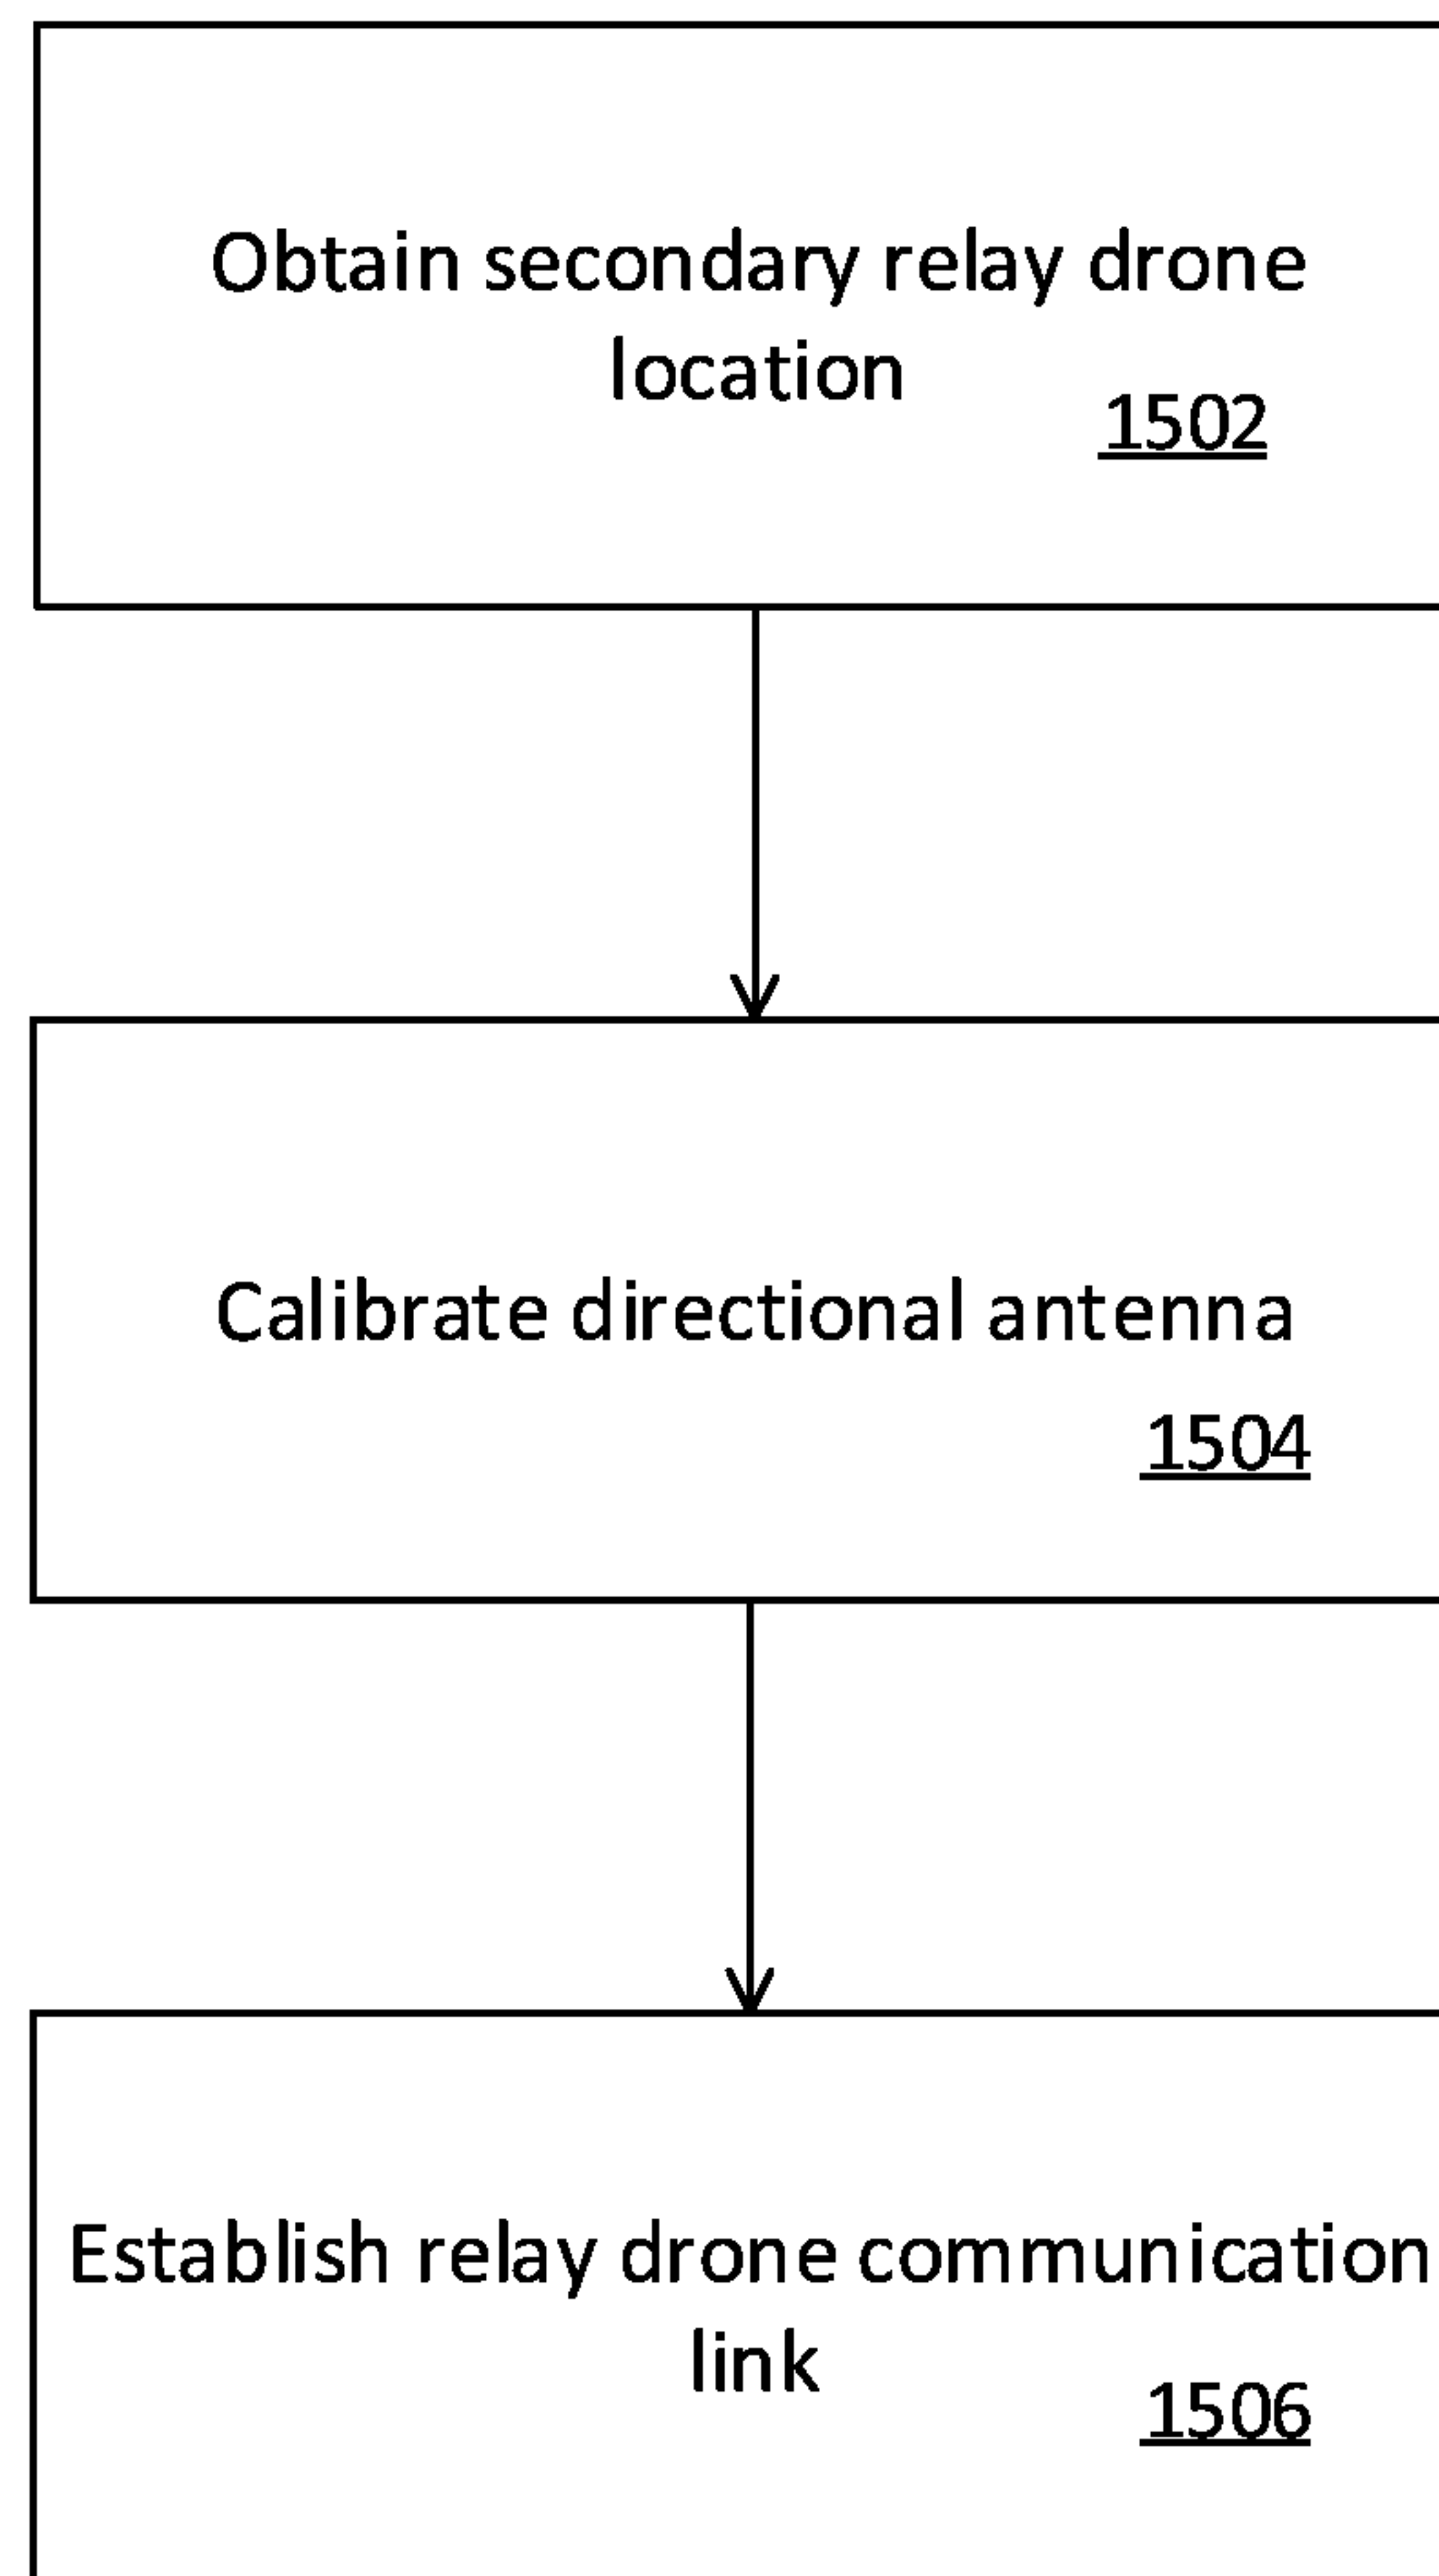 Obtain secondary relay drone
location
1502
Calibrate directional antenna
1504
Establish relay drone communication
link
1506